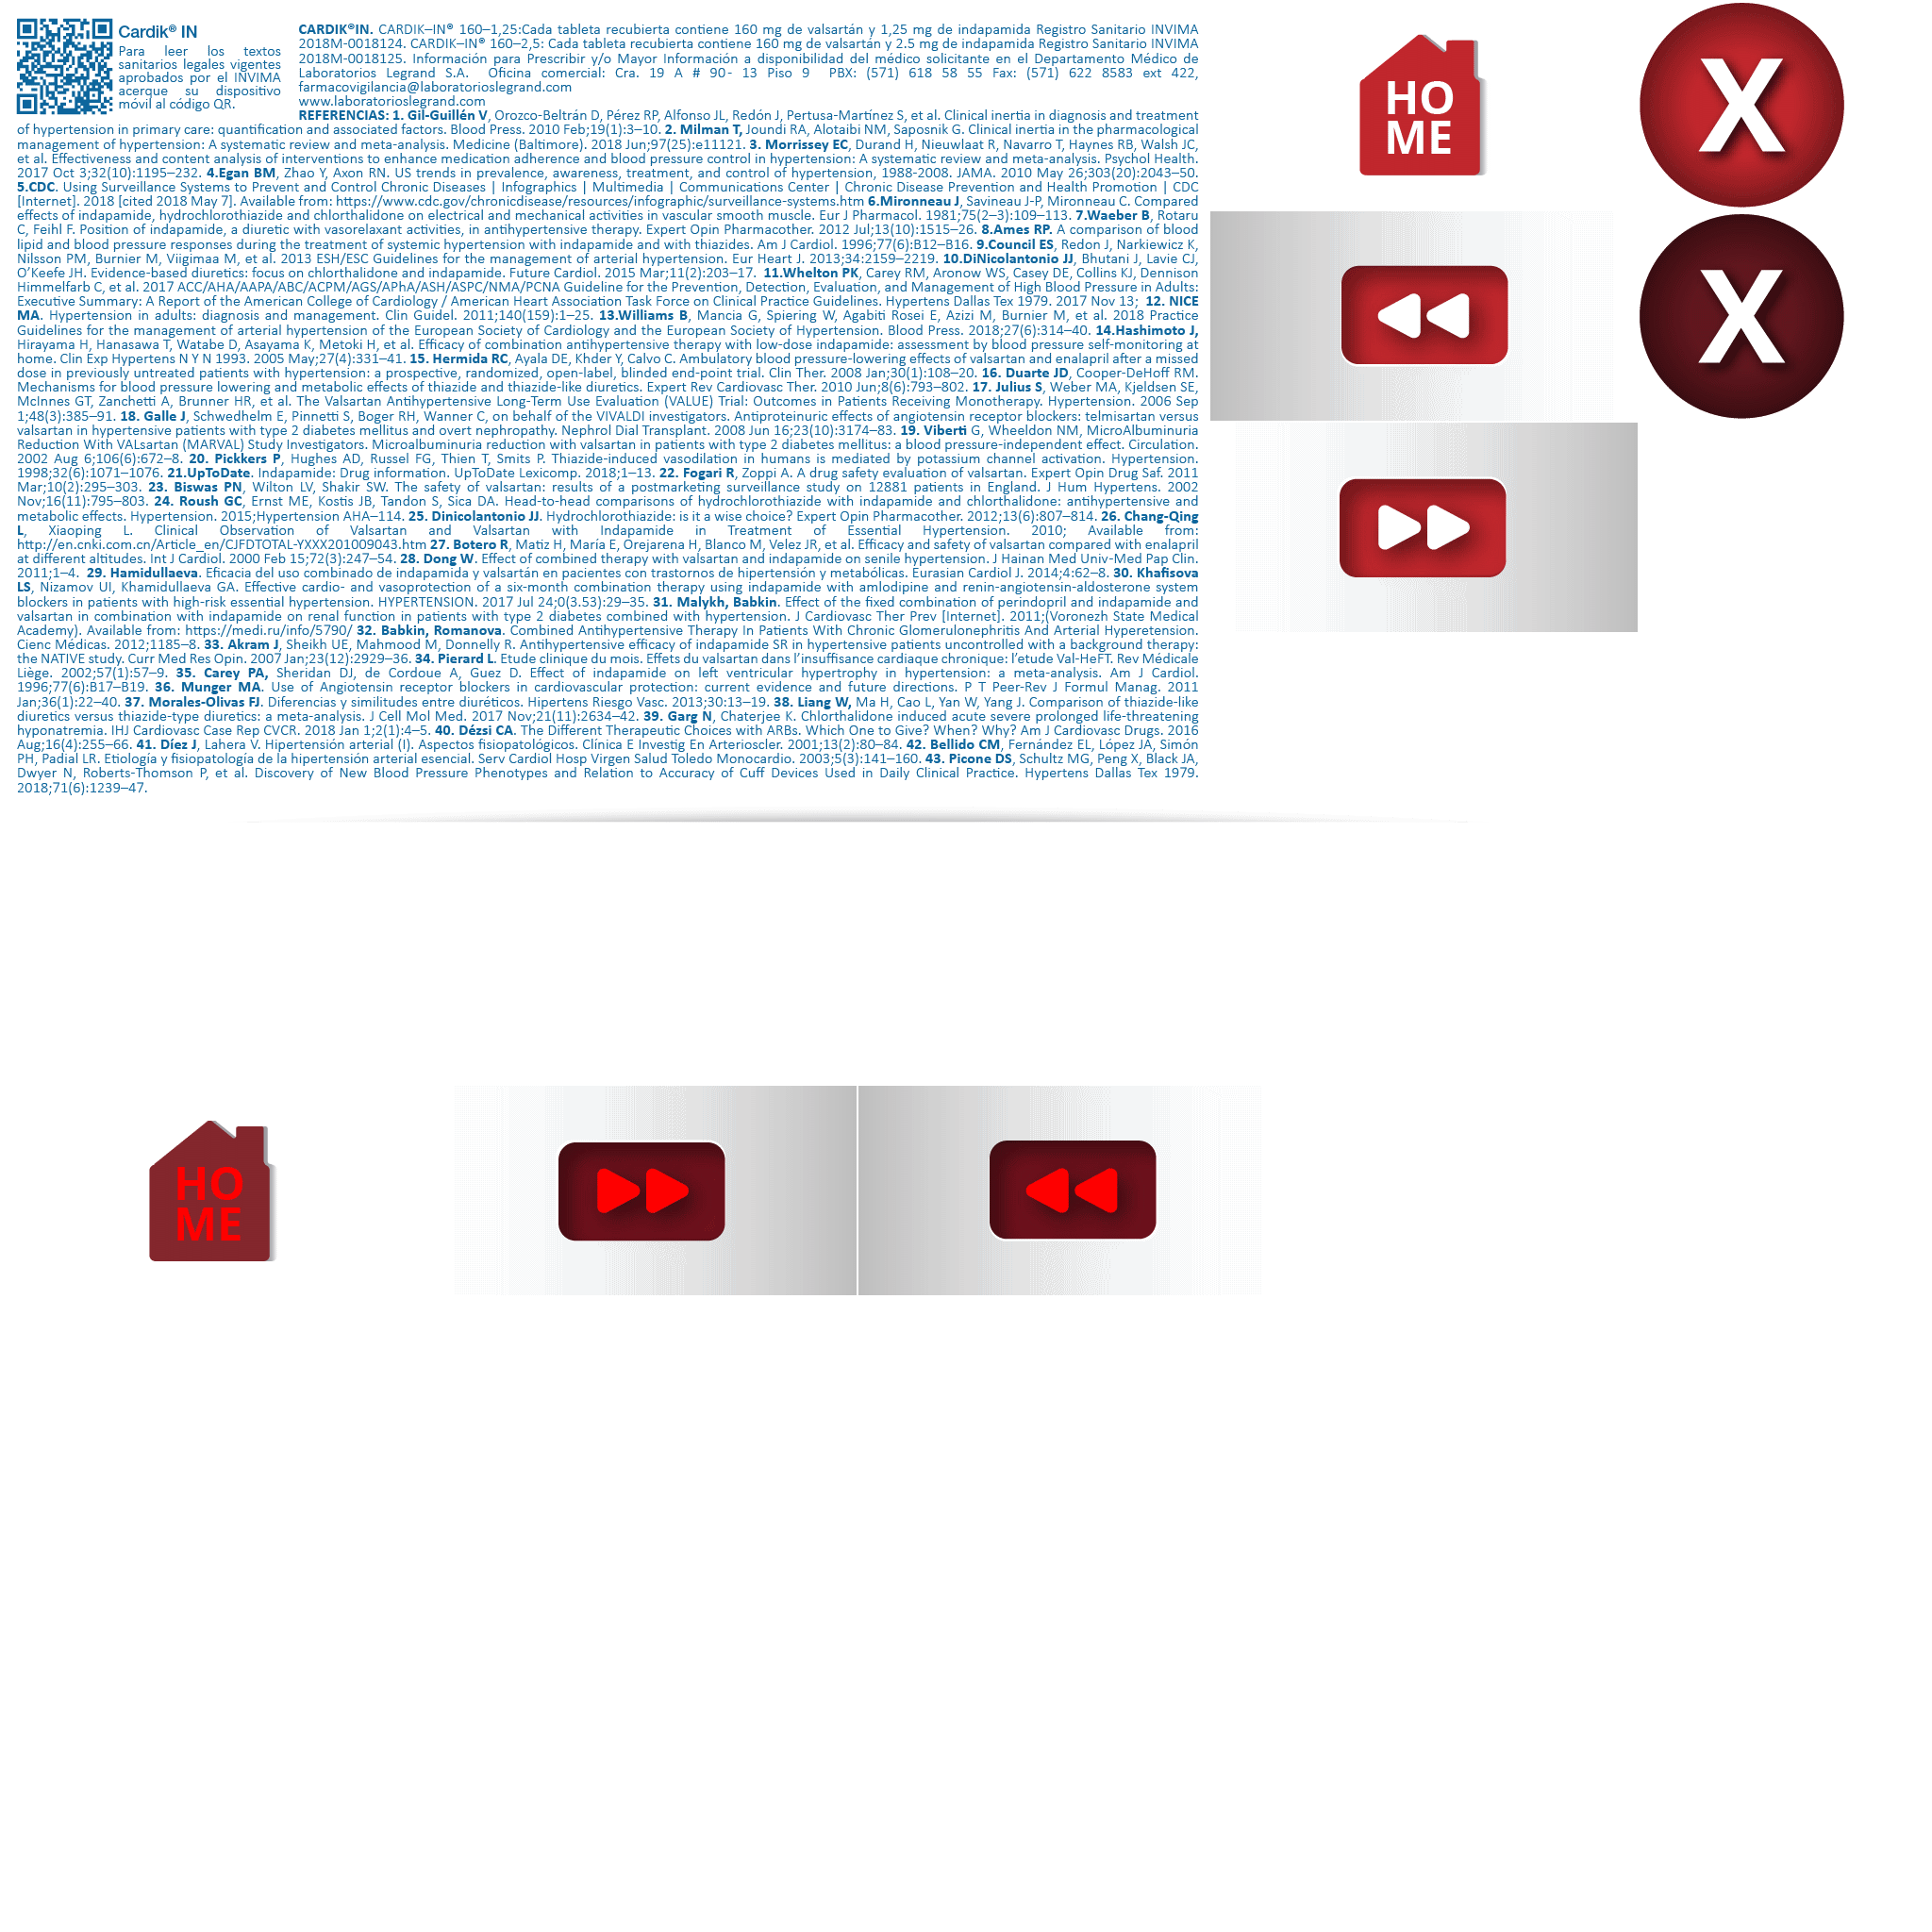 Cardik® IN
Para leer los textos
sanitarios legales vigentes
aprobados por el INVIMA
acerque su dispositivo
móvil al código QR.
CARDIK®IN. CARDIK–IN® 160–1,25:Cada tableta recubierta contiene 160 mg de valsartán y 1,25 mg de indapamida Registro Sanitario INVIMA
2018M-0018124. CARDIK–IN® 160–2,5: Cada tableta recubierta contiene 160 mg de valsartán y 2.5 mg de indapamida Registro Sanitario INVIMA
2018M-0018125. Información para Prescribir y/o Mayor Información a disponibilidad del médico solicitante en el Departamento Médico de
Laboratorios Legrand S.A. Oficina comercial: Cra. 19 A # 90- 13 Piso 9 PBX: (571) 618 58 55 Fax: (571) 622 8583 ext 422,
farmacovigilancia@laboratorioslegrand.com
www.laboratorioslegrand.com
REFERENCIAS: 1. Gil-Guillén V, Orozco-Beltrán D, Pérez RP, Alfonso JL, Redón J, Pertusa-Martínez S, et al. Clinical inertia in diagnosis and treatment
of hypertension in primary care: quantification and associated factors. Blood Press. 2010 Feb;19(1):3–10. 2. Milman T, Joundi RA, Alotaibi NM, Saposnik G. Clinical inertia in the pharmacological
management of hypertension: A systematic review and meta-analysis. Medicine (Baltimore). 2018 Jun;97(25):e11121. 3. Morrissey EC, Durand H, Nieuwlaat R, Navarro T, Haynes RB, Walsh JC,
et al. Effectiveness and content analysis of interventions to enhance medication adherence and blood pressure control in hypertension: A systematic review and meta-analysis. Psychol Health.
2017 Oct 3;32(10):1195–232. 4.Egan BM, Zhao Y, Axon RN. US trends in prevalence, awareness, treatment, and control of hypertension, 1988-2008. JAMA. 2010 May 26;303(20):2043–50.
5.CDC. Using Surveillance Systems to Prevent and Control Chronic Diseases | Infographics | Multimedia | Communications Center | Chronic Disease Prevention and Health Promotion | CDC
[Internet]. 2018 [cited 2018 May 7]. Available from: https://www.cdc.gov/chronicdisease/resources/infographic/surveillance-systems.htm 6.Mironneau J, Savineau J-P, Mironneau C. Compared
effects of indapamide, hydrochlorothiazide and chlorthalidone on electrical and mechanical activities in vascular smooth muscle. Eur J Pharmacol. 1981;75(2–3):109–113. 7.Waeber B, Rotaru
C, Feihl F. Position of indapamide, a diuretic with vasorelaxant activities, in antihypertensive therapy. Expert Opin Pharmacother. 2012 Jul;13(10):1515–26. 8.Ames RP. A comparison of blood
lipid and blood pressure responses during the treatment of systemic hypertension with indapamide and with thiazides. Am J Cardiol. 1996;77(6):B12–B16. 9.Council ES, Redon J, Narkiewicz K,
Nilsson PM, Burnier M, Viigimaa M, et al. 2013 ESH/ESC Guidelines for the management of arterial hypertension. Eur Heart J. 2013;34:2159–2219. 10.DiNicolantonio JJ, Bhutani J, Lavie CJ,
O’Keefe JH. Evidence-based diuretics: focus on chlorthalidone and indapamide. Future Cardiol. 2015 Mar;11(2):203–17. 11.Whelton PK, Carey RM, Aronow WS, Casey DE, Collins KJ, Dennison
Himmelfarb C, et al. 2017 ACC/AHA/AAPA/ABC/ACPM/AGS/APhA/ASH/ASPC/NMA/PCNA Guideline for the Prevention, Detection, Evaluation, and Management of High Blood Pressure in Adults:
Executive Summary: A Report of the American College of Cardiology / American Heart Association Task Force on Clinical Practice Guidelines. Hypertens Dallas Tex 1979. 2017 Nov 13; 12. NICE
MA. Hypertension in adults: diagnosis and management. Clin Guidel. 2011;140(159):1–25. 13.Williams B, Mancia G, Spiering W, Agabiti Rosei E, Azizi M, Burnier M, et al. 2018 Practice
Guidelines for the management of arterial hypertension of the European Society of Cardiology and the European Society of Hypertension. Blood Press. 2018;27(6):314–40. 14.Hashimoto J,
Hirayama H, Hanasawa T, Watabe D, Asayama K, Metoki H, et al. Efficacy of combination antihypertensive therapy with low-dose indapamide: assessment by blood pressure self-monitoring at
home. Clin Exp Hypertens N Y N 1993. 2005 May;27(4):331–41. 15. Hermida RC, Ayala DE, Khder Y, Calvo C. Ambulatory blood pressure-lowering effects of valsartan and enalapril after a missed
dose in previously untreated patients with hypertension: a prospective, randomized, open-label, blinded end-point trial. Clin Ther. 2008 Jan;30(1):108–20. 16. Duarte JD, Cooper-DeHoff RM.
Mechanisms for blood pressure lowering and metabolic effects of thiazide and thiazide-like diuretics. Expert Rev Cardiovasc Ther. 2010 Jun;8(6):793–802. 17. Julius S, Weber MA, Kjeldsen SE,
McInnes GT, Zanchetti A, Brunner HR, et al. The Valsartan Antihypertensive Long-Term Use Evaluation (VALUE) Trial: Outcomes in Patients Receiving Monotherapy. Hypertension. 2006 Sep
1;48(3):385–91. 18. Galle J, Schwedhelm E, Pinnetti S, Boger RH, Wanner C, on behalf of the VIVALDI investigators. Antiproteinuric effects of angiotensin receptor blockers: telmisartan versus
valsartan in hypertensive patients with type 2 diabetes mellitus and overt nephropathy. Nephrol Dial Transplant. 2008 Jun 16;23(10):3174–83. 19. Viberti G, Wheeldon NM, MicroAlbuminuria
Reduction With VALsartan (MARVAL) Study Investigators. Microalbuminuria reduction with valsartan in patients with type 2 diabetes mellitus: a blood pressure-independent effect. Circulation.
2002 Aug 6;106(6):672–8. 20. Pickkers P, Hughes AD, Russel FG, Thien T, Smits P. Thiazide-induced vasodilation in humans is mediated by potassium channel activation. Hypertension.
1998;32(6):1071–1076. 21.UpToDate. Indapamide: Drug information. UpToDate Lexicomp. 2018;1–13. 22. Fogari R, Zoppi A. A drug safety evaluation of valsartan. Expert Opin Drug Saf. 2011
Mar;10(2):295–303. 23. Biswas PN, Wilton LV, Shakir SW. The safety of valsartan: results of a postmarketing surveillance study on 12881 patients in England. J Hum Hypertens. 2002
Nov;16(11):795–803. 24. Roush GC, Ernst ME, Kostis JB, Tandon S, Sica DA. Head-to-head comparisons of hydrochlorothiazide with indapamide and chlorthalidone: antihypertensive and
metabolic effects. Hypertension. 2015;Hypertension AHA–114. 25. Dinicolantonio JJ. Hydrochlorothiazide: is it a wise choice? Expert Opin Pharmacother. 2012;13(6):807–814. 26. Chang-Qing
L, Xiaoping L. Clinical Observation of Valsartan and Valsartan with Indapamide in Treatment of Essential Hypertension. 2010; Available from:
http://en.cnki.com.cn/Article_en/CJFDTOTAL-YXXX201009043.htm 27. Botero R, Matiz H, María E, Orejarena H, Blanco M, Velez JR, et al. Efficacy and safety of valsartan compared with enalapril
at different altitudes. Int J Cardiol. 2000 Feb 15;72(3):247–54. 28. Dong W. Effect of combined therapy with valsartan and indapamide on senile hypertension. J Hainan Med Univ-Med Pap Clin.
2011;1–4. 29. Hamidullaeva. Eficacia del uso combinado de indapamida y valsartán en pacientes con trastornos de hipertensión y metabólicas. Eurasian Cardiol J. 2014;4:62–8. 30. Khafisova
LS, Nizamov UI, Khamidullaeva GA. Effective cardio- and vasoprotection of a six-month combination therapy using indapamide with amlodipine and renin-angiotensin-aldosterone system
blockers in patients with high-risk essential hypertension. HYPERTENSION. 2017 Jul 24;0(3.53):29–35. 31. Malykh, Babkin. Effect of the fixed combination of perindopril and indapamide and
valsartan in combination with indapamide on renal function in patients with type 2 diabetes combined with hypertension. J Cardiovasc Ther Prev [Internet]. 2011;(Voronezh State Medical
Academy). Available from: https://medi.ru/info/5790/ 32. Babkin, Romanova. Combined Antihypertensive Therapy In Patients With Chronic Glomerulonephritis And Arterial Hyperetension.
Cienc Médicas. 2012;1185–8. 33. Akram J, Sheikh UE, Mahmood M, Donnelly R. Antihypertensive efficacy of indapamide SR in hypertensive patients uncontrolled with a background therapy:
the NATIVE study. Curr Med Res Opin. 2007 Jan;23(12):2929–36. 34. Pierard L. Etude clinique du mois. Effets du valsartan dans l’insuffisance cardiaque chronique: l’etude Val-HeFT. Rev Médicale
Liège. 2002;57(1):57–9. 35. Carey PA, Sheridan DJ, de Cordoue A, Guez D. Effect of indapamide on left ventricular hypertrophy in hypertension: a meta-analysis. Am J Cardiol.
1996;77(6):B17–B19. 36. Munger MA. Use of Angiotensin receptor blockers in cardiovascular protection: current evidence and future directions. P T Peer-Rev J Formul Manag. 2011
Jan;36(1):22–40. 37. Morales-Olivas FJ. Diferencias y similitudes entre diuréticos. Hipertens Riesgo Vasc. 2013;30:13–19. 38. Liang W, Ma H, Cao L, Yan W, Yang J. Comparison of thiazide-like
diuretics versus thiazide-type diuretics: a meta-analysis. J Cell Mol Med. 2017 Nov;21(11):2634–42. 39. Garg N, Chaterjee K. Chlorthalidone induced acute severe prolonged life-threatening
hyponatremia. IHJ Cardiovasc Case Rep CVCR. 2018 Jan 1;2(1):4–5. 40. Dézsi CA. The Different Therapeutic Choices with ARBs. Which One to Give? When? Why? Am J Cardiovasc Drugs. 2016
Aug;16(4):255–66. 41. Díez J, Lahera V. Hipertensión arterial (I). Aspectos fisiopatológicos. Clínica E Investig En Arterioscler. 2001;13(2):80–84. 42. Bellido CM, Fernández EL, López JA, Simón
PH, Padial LR. Etiología y fisiopatología de la hipertensión arterial esencial. Serv Cardiol Hosp Virgen Salud Toledo Monocardio. 2003;5(3):141–160. 43. Picone DS, Schultz MG, Peng X, Black JA,
Dwyer N, Roberts-Thomson P, et al. Discovery of New Blood Pressure Phenotypes and Relation to Accuracy of Cuff Devices Used in Daily Clinical Practice. Hypertens Dallas Tex 1979.
2018;71(6):1239–47.
HO
ME
X
X
HO
ME